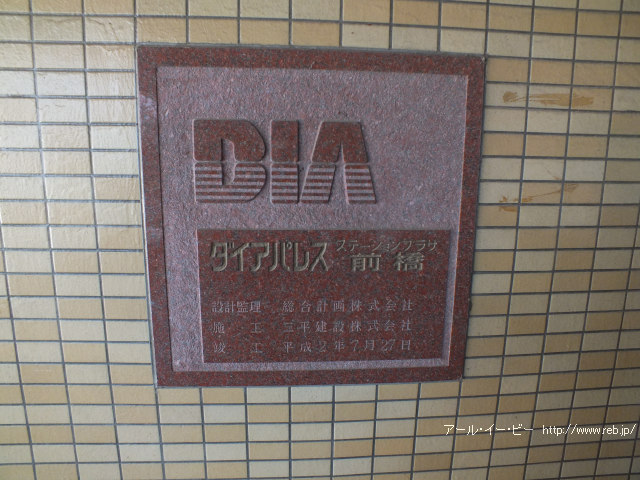 DIA
ステーションプラザ
ダイアパレス 前橋
設計監理 総合計画株式会社
施工 三平建設株式会社
竣工 平成2年7月27日
アール・イー・ビー http://www.reb.jp/